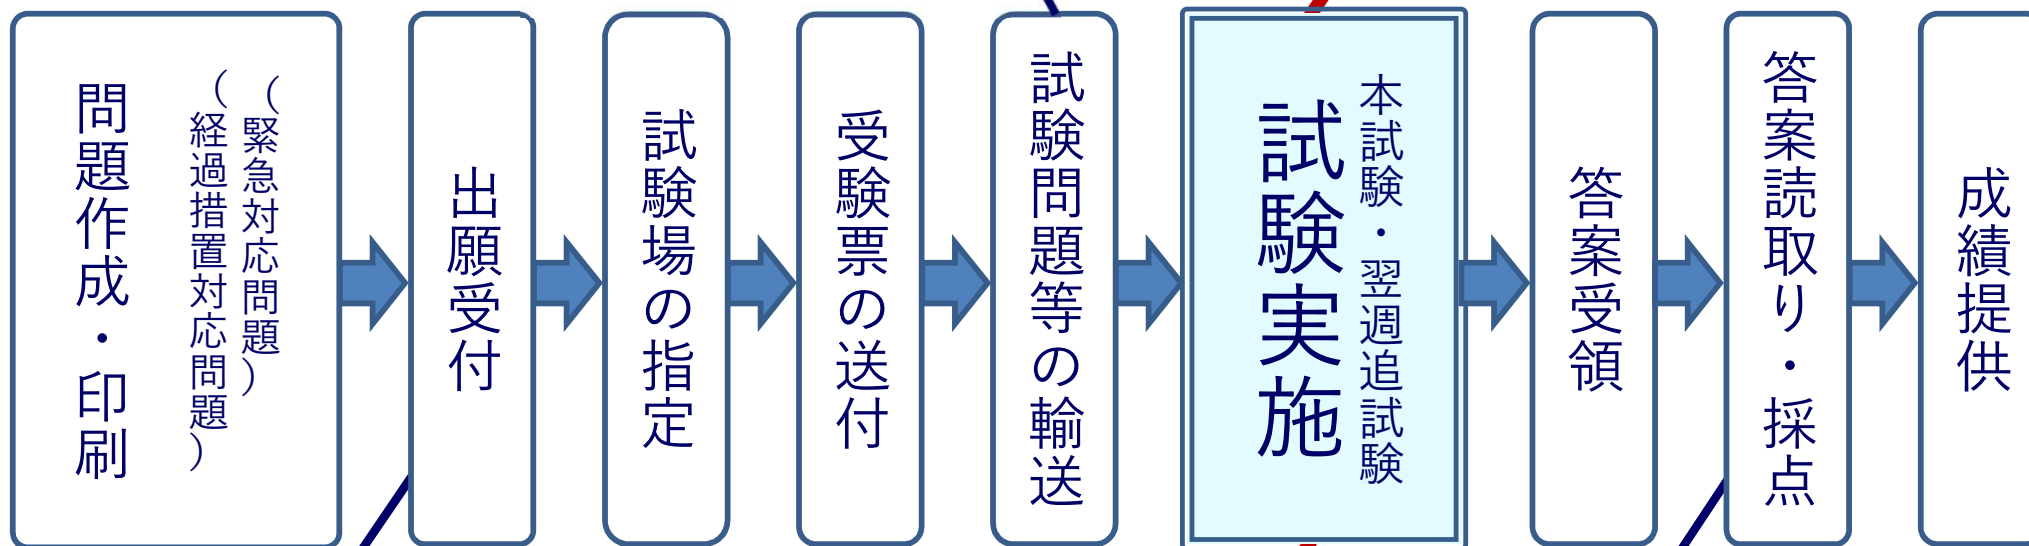 問題作成・印刷
（緊急対応問題）
（経過措置対応問題）
出願受付
試験場の指定
受験票の送付
試験問題等の輸送
本試験・翌週追試験
試験実施
答案受領
答案読取り・採点
成績提供